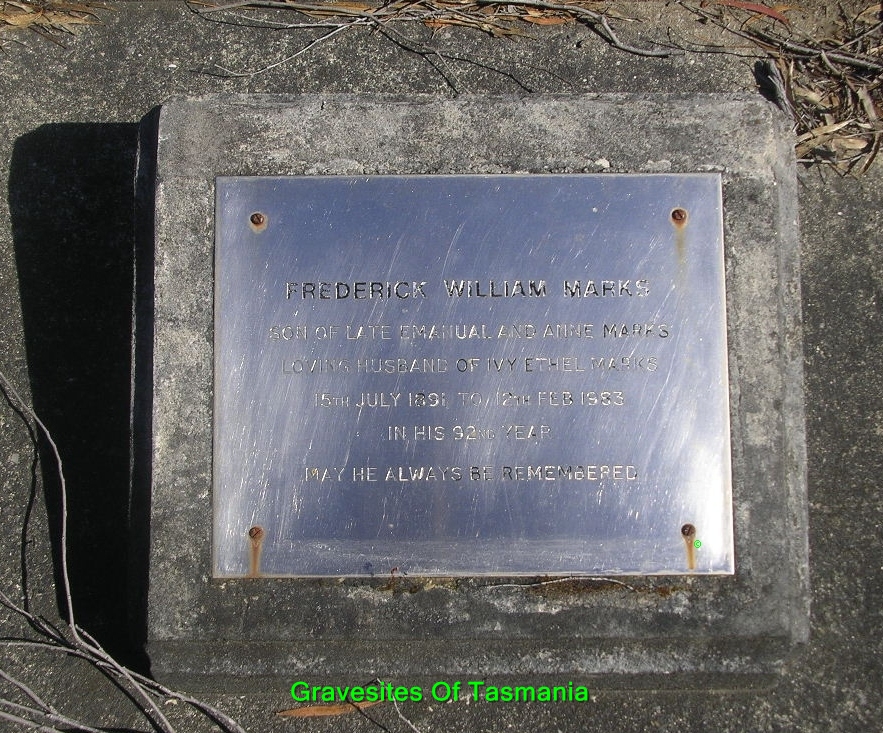 FREDERICK WILLIAM MARKS
SON OF LATE EMANUAL AND ANNE MARKS
LOVING HUSBAND OF IVY ETHEL MARKS
15TH JULY 1891 TO 12TH FEB 1983
IN HIS 92ND YEAR
MAY HE ALWAYS BE REMEMBERED
©
Gravesites Of Tasmania